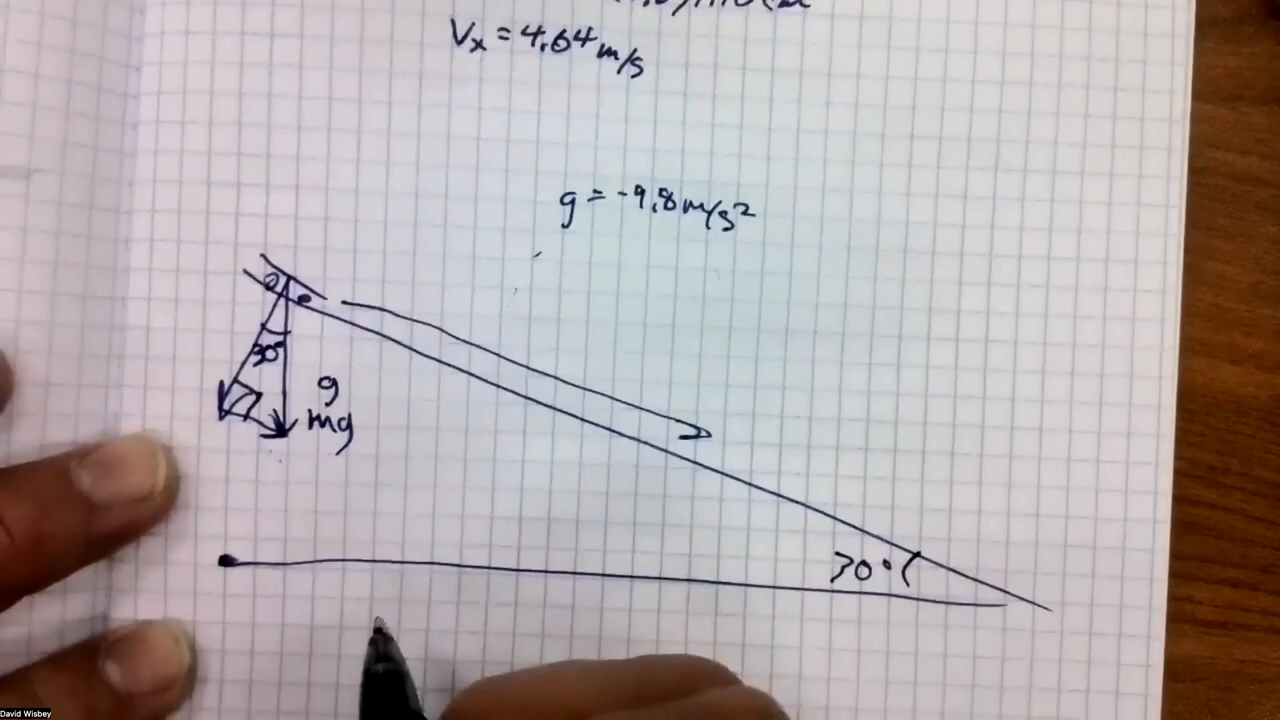 Vx = 4.64 m/s
g = -9.8 m/s²
30°
g
mg
30°
David Wisbey